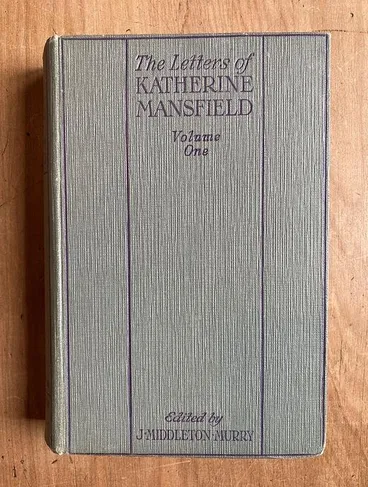 The Letters of
KATHERINE
MANSFIELD
Volume
One
Edited by
J·MIDDLETON·MURRY